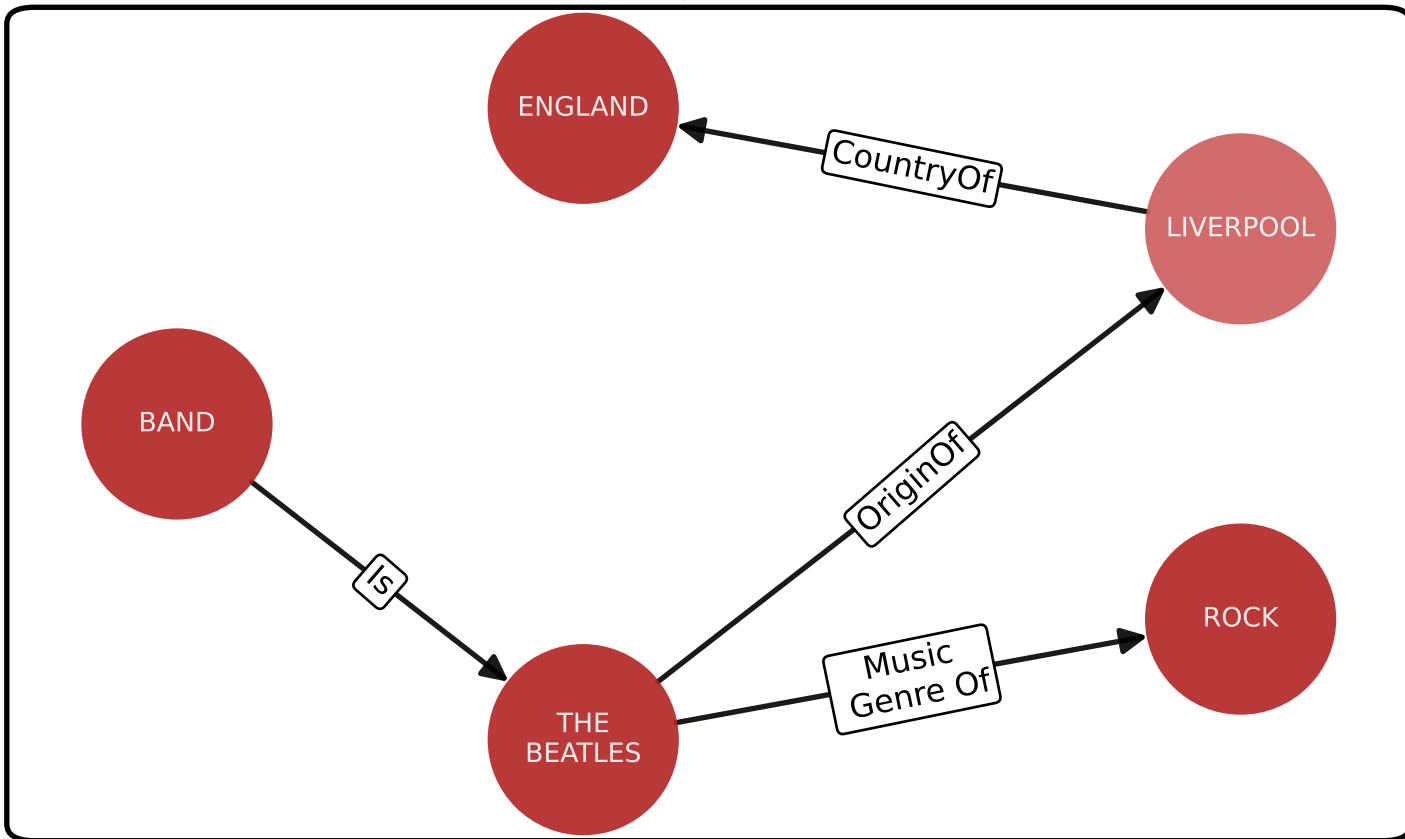 ENGLAND
CountryOf
LIVERPOOL
BAND
OriginOf
Is
ROCK
Music
Genre Of
THE
BEATLES